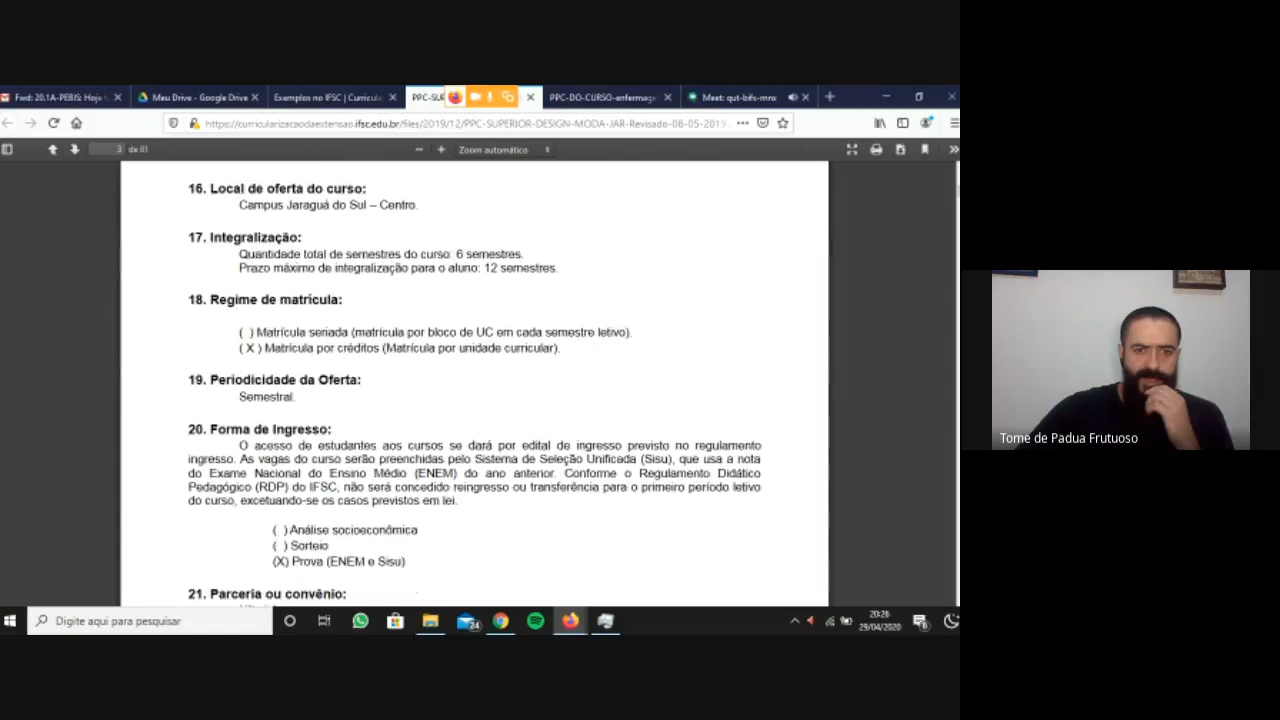 Fwd: 20.1A-PEBIS: Hoje
Meu Drive - Google Drive
Exemplos no IFSC | Curricula
PPC-SUP
PPC-DO-CURSO-enfermage
Meet: qut-bifs-mnx
https://curricularizacaodaextensao.ifsc.edu.br/files/2019/12/PPC-SUPERIOR-DESIGN-MODA-JAR-Revisado-08-05-2019
3 de 81
Zoom automático
16. Local de oferta do curso:
Campus Jaraguá do Sul – Centro.
17. Integralização:
Quantidade total de semestres do curso: 6 semestres.
Prazo máximo de integralização para o aluno: 12 semestres.
18. Regime de matrícula:
( ) Matrícula seriada (matrícula por bloco de UC em cada semestre letivo).
( X ) Matrícula por créditos (Matrícula por unidade curricular).
19. Periodicidade da Oferta:
Semestral.
20. Forma de Ingresso:
O acesso de estudantes aos cursos se dará por edital de ingresso previsto no regulamento
ingresso. As vagas do curso serão preenchidas pelo Sistema de Seleção Unificada (Sisu), que usa a nota
do Exame Nacional do Ensino Médio (ENEM) do ano anterior. Conforme o Regulamento Didático
Pedagógico (RDP) do IFSC, não será concedido reingresso ou transferência para o primeiro período letivo
do curso, excetuando-se os casos previstos em lei.
( ) Análise socioeconômica
( ) Sorteio
(X) Prova (ENEM e Sisu)
21. Parceria ou convênio:
Tome de Padua Frutuoso
Digite aqui para pesquisar
24
20:26
29/04/2020